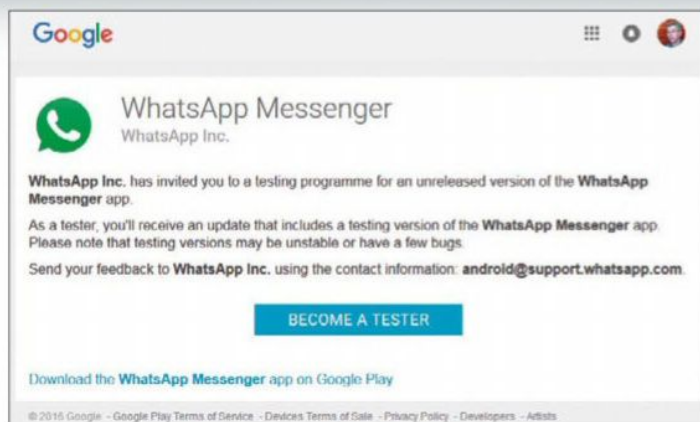 Google
WhatsApp Messenger
WhatsApp Inc.
WhatsApp Inc. has invited you to a testing programme for an unreleased version of the WhatsApp
Messenger app.
As a tester, you'll receive an update that includes a testing version of the WhatsApp Messenger app.
Please note that testing versions may be unstable or have a few bugs.
Send your feedback to WhatsApp Inc. using the contact information: android@support.whatsapp.com.
BECOME A TESTER
Download the WhatsApp Messenger app on Google Play
© 2016 Google - Google Play Terms of Service - Devices Terms of Sale - Privacy Policy - Developers - Artists